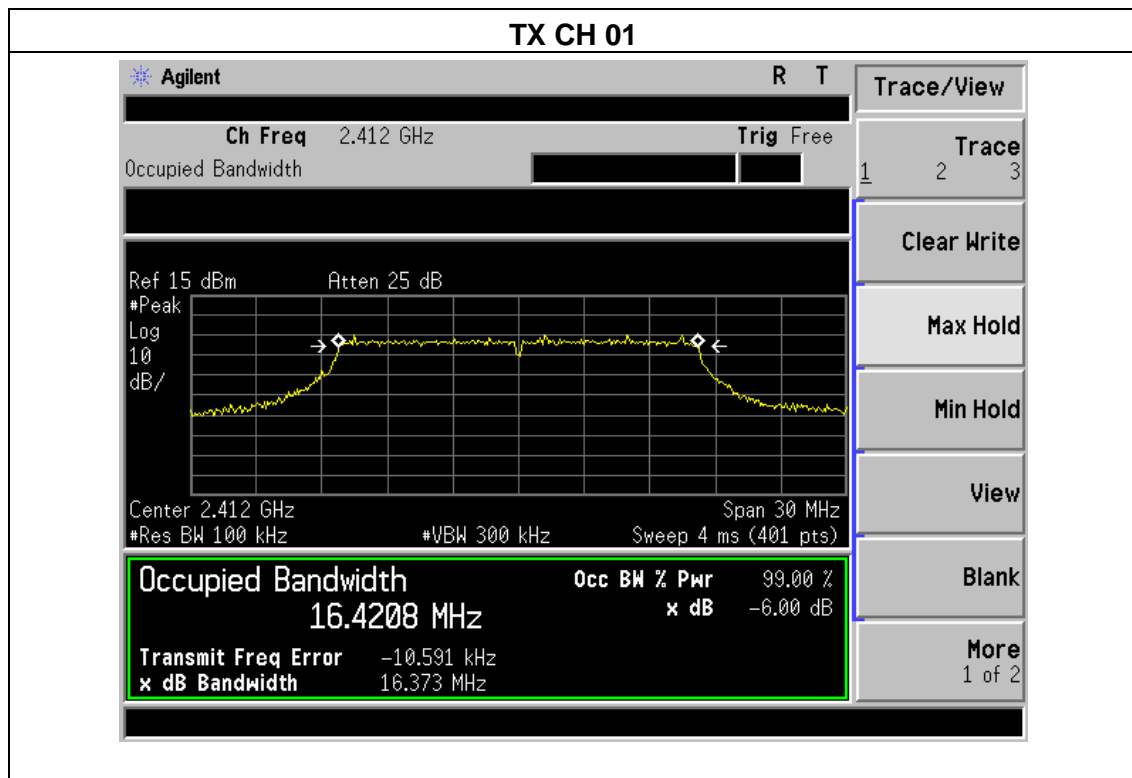 TX CH 01
Agilent R T
Trace/View
Ch Freq 2.412 GHz Trig Free
Occupied Bandwidth
Trace
1 2 3
Clear Write
Ref 15 dBm Atten 25 dB
#Peak
Log
10
dB/
Max Hold
Min Hold
View
Center 2.412 GHz Span 30 MHz
#Res BW 100 kHz #VBW 300 kHz Sweep 4 ms (401 pts)
Occupied Bandwidth Occ BW % Pwr 99.00 %
16.4208 MHz x dB -6.00 dB
Blank
Transmit Freq Error -10.591 kHz
x dB Bandwidth 16.373 MHz
More
1 of 2